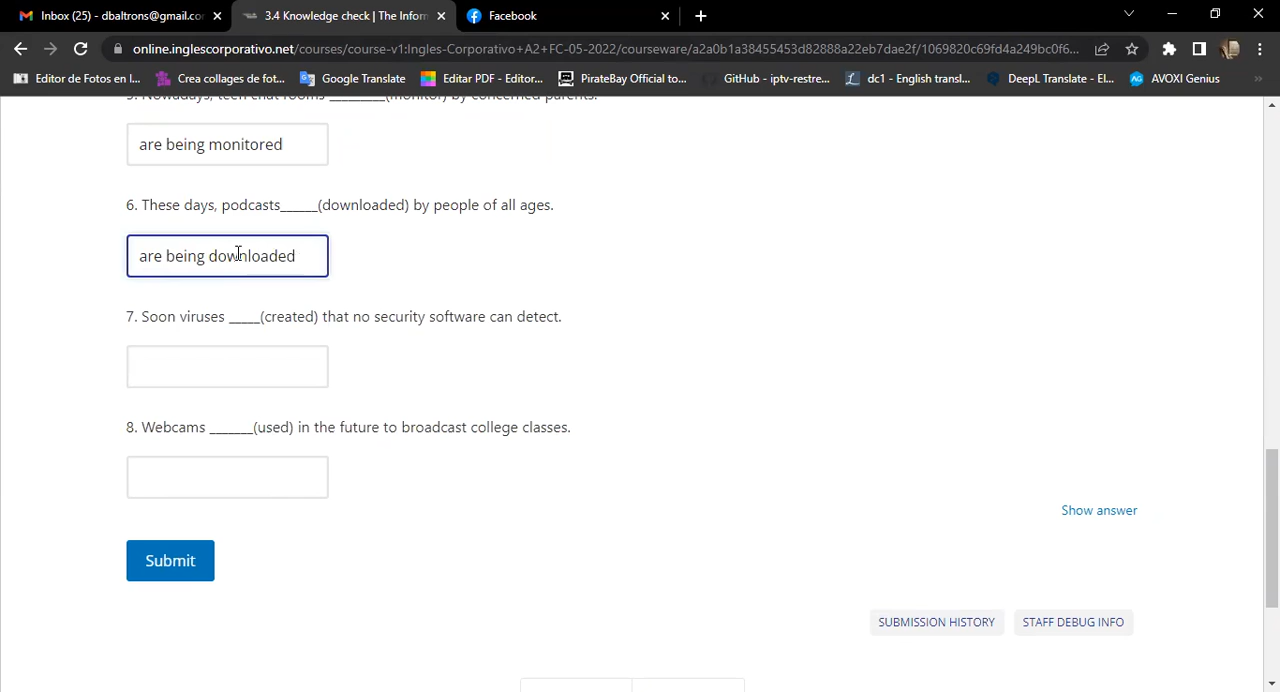 Inbox (25) - dbaltrons@gmail.co
3.4 Knowledge check | The Inforr
Facebook
online.inglescorporativo.net/courses/course-v1:Ingles-Corporativo+A2+FC-05-2022/courseware/a2a0b1a38455453d82888a22eb7dae2f/1069820c69fd4a249bc0f6...
Editor de Fotos en l...
Crea collages de fot...
Google Translate
Editar PDF - Editor...
PirateBay Official to...
GitHub - iptv-restre...
dc1 - English transl...
DeepL Translate - El...
AVOXI Genius
5. Nowadays, teen chat rooms _________(monitor) by concerned parents.
are being monitored
6. These days, podcasts______(downloaded) by people of all ages.
are being downloaded
7. Soon viruses _____(created) that no security software can detect.
8. Webcams _______(used) in the future to broadcast college classes.
Show answer
Submit
SUBMISSION HISTORY
STAFF DEBUG INFO